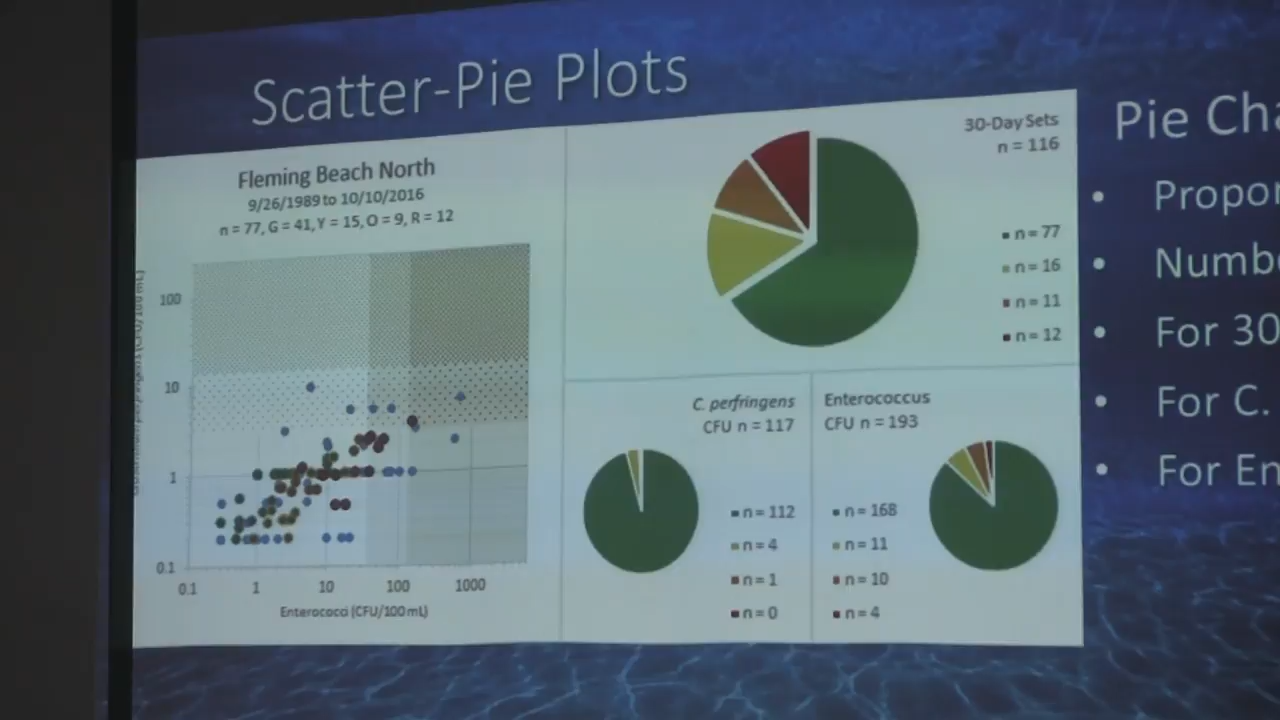 Scatter-Pie Plots
Fleming Beach North
9/26/1989 to 10/10/2016
n = 77, G = 41, Y = 15, O = 9, R = 12
100
10
1
0.1
0.1 1 10 100 1000
Enterococci (CFU/100 mL)
30-Day Sets
n = 116
n = 77
n = 16
n = 11
n = 12
C. perfringens
CFU n = 117
n = 112
n = 4
n = 1
n = 0
Enterococcus
CFU n = 193
n = 168
n = 11
n = 10
n = 4
Pie Cha
• Propor
• Numbe
• For 30
• For C.
• For En